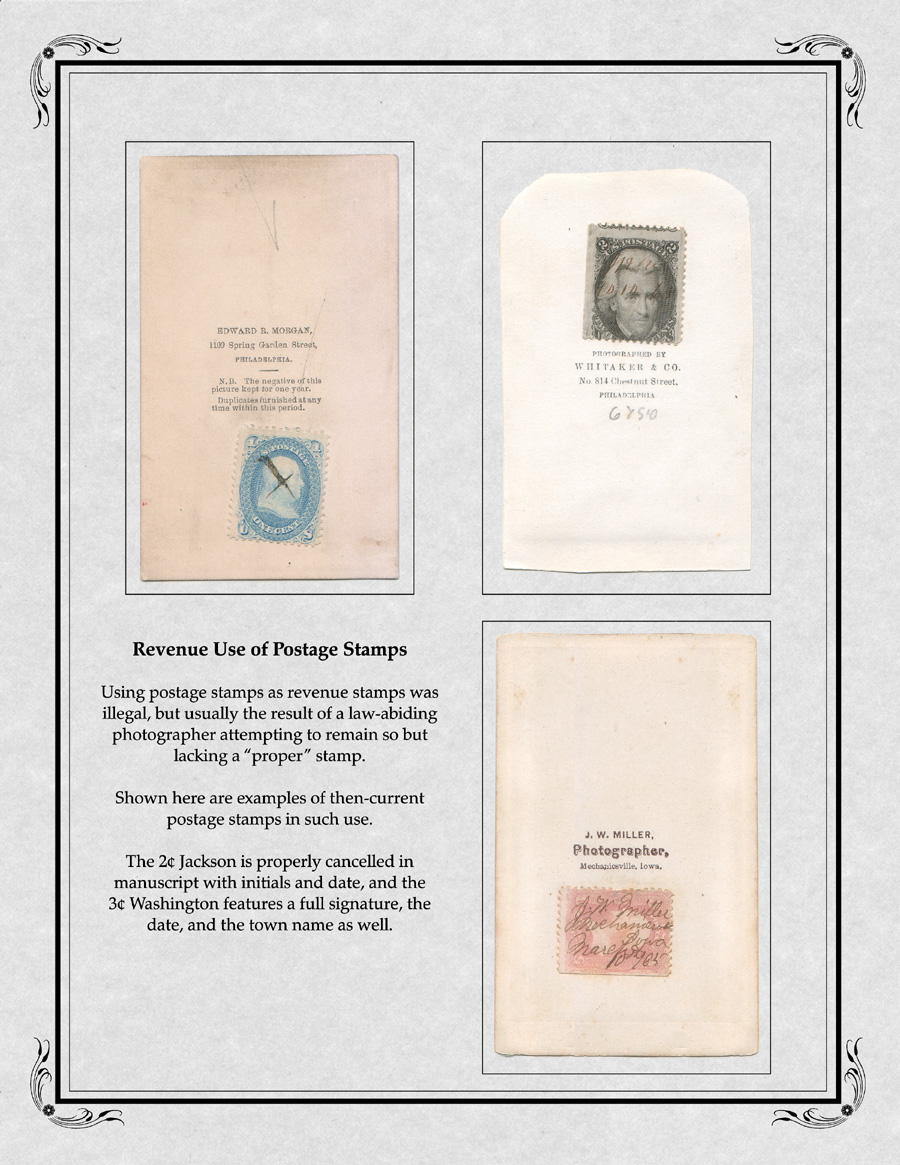 EDWARD R. MORGAN,
1109 Spring Garden Street,
PHILADELPHIA.
N.B. The negative of this
picture kept for one year.
Duplicates furnished at any
time within this period.
1 1
U.S. POSTAGE
ONE CENT
2 2
U.S. POSTAGE
PHOTOGRAPHED BY
WHITAKER & CO.
No. 814 Chestnut Street,
PHILADELPHIA
Revenue Use of Postage Stamps
Using postage stamps as revenue stamps was
illegal, but usually the result of a law-abiding
photographer attempting to remain so but
lacking a “proper” stamp.
Shown here are examples of then-current
postage stamps in such use.
The 2¢ Jackson is properly cancelled in
manuscript with initials and date, and the
3¢ Washington features a full signature, the
date, and the town name as well.
J. W. MILLER,
Photographer,
Mechanicsville, Iowa.
J. W. Miller
Iowa